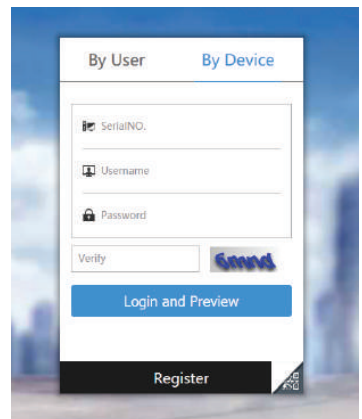 By User By Device
SerialNO.
Username
Password
Verify
Login and Preview
Register